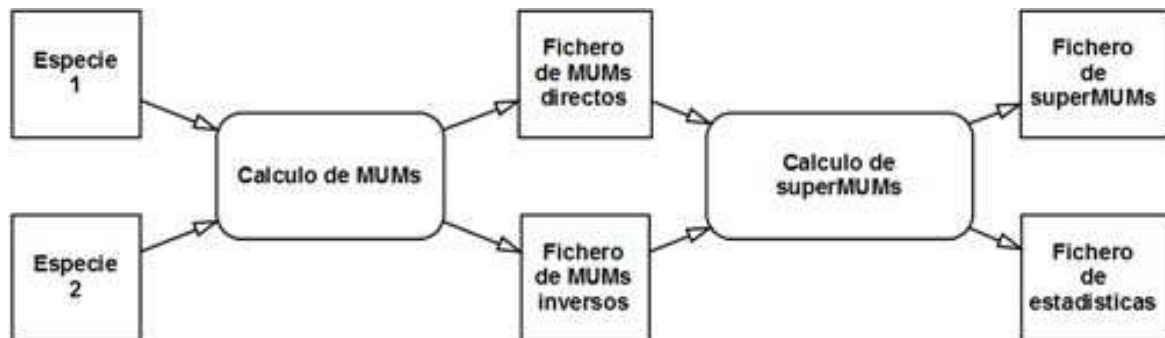 Especie
1
Especie
2
Calculo de MUMs
Fichero
de MUMs
directos
Fichero
de MUMs
inversos
Calculo de
superMUMs
Fichero
de
superMUMs
Fichero
de
estadisticas